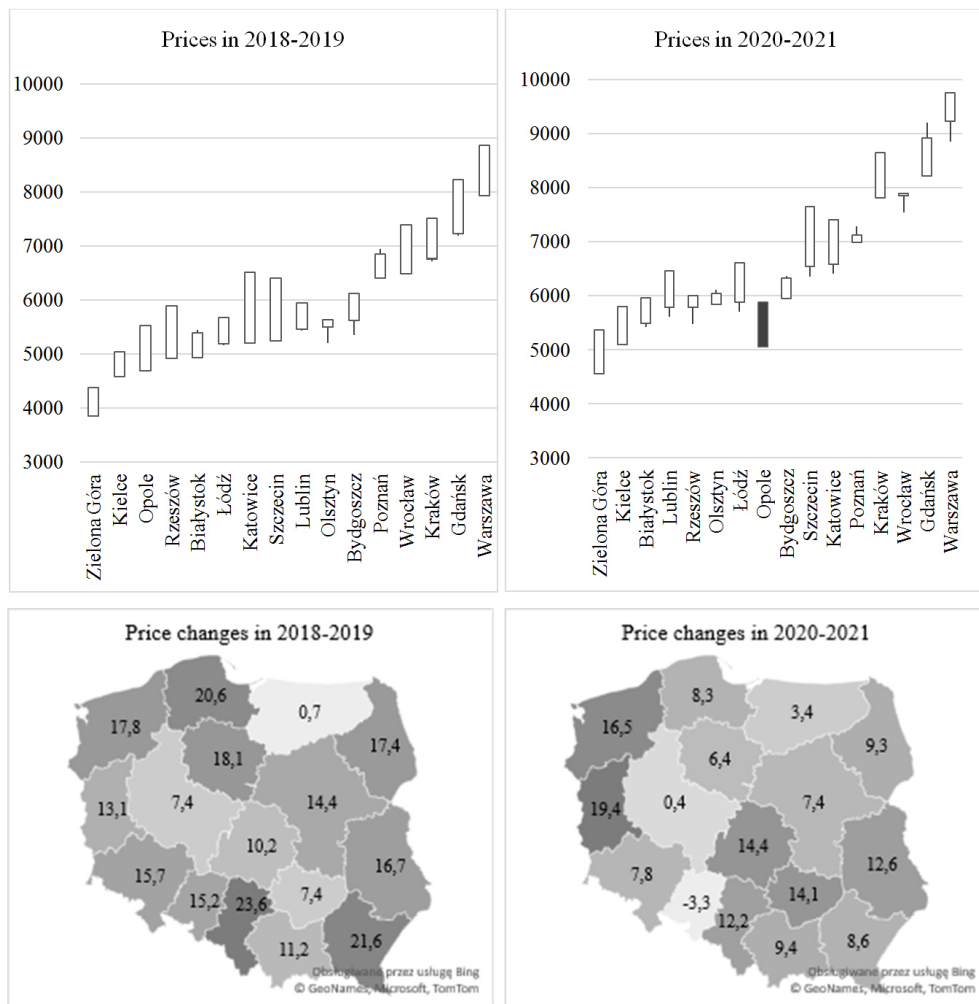 Prices in 2018-2019
10000
9000
8000
7000
6000
5000
4000
3000
Zielona Góra
Kielce
Opole
Rzeszów
Białystok
Łódź
Katowice
Szczecin
Lublin
Olsztyn
Bydgoszcz
Poznań
Wrocław
Kraków
Gdańsk
Warszawa
Prices in 2020-2021
10000
9000
8000
7000
6000
5000
4000
3000
Zielona Góra
Kielce
Białystok
Lublin
Rzeszów
Olsztyn
Łódź
Opole
Bydgoszcz
Szczecin
Katowice
Poznań
Kraków
Wrocław
Gdańsk
Warszawa
Price changes in 2018-2019
20,6
0,7
17,8
17,4
18,1
13,1
7,4
14,4
10,2
16,7
15,7
15,2
23,6
7,4
11,2
21,6
Obsługiwane przez usługę Bing
© GeoNames, Microsoft, TomTom
Price changes in 2020-2021
8,3
3,4
16,5
9,3
6,4
19,4
0,4
7,4
14,4
12,6
7,8
-3,3
14,1
12,2
9,4
8,6
Obsługiwane przez usługę Bing
© GeoNames, Microsoft, TomTom